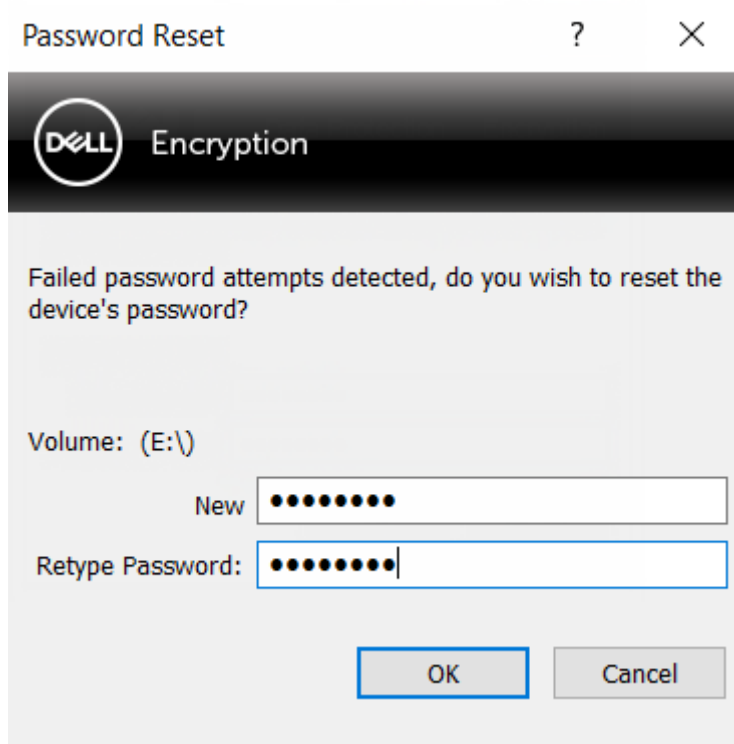 Password Reset ?
DELL Encryption
Failed password attempts detected, do you wish to reset the
device's password?
Volume: (E:\)
New ●●●●●●●●
Retype Password: ●●●●●●●●
OK Cancel